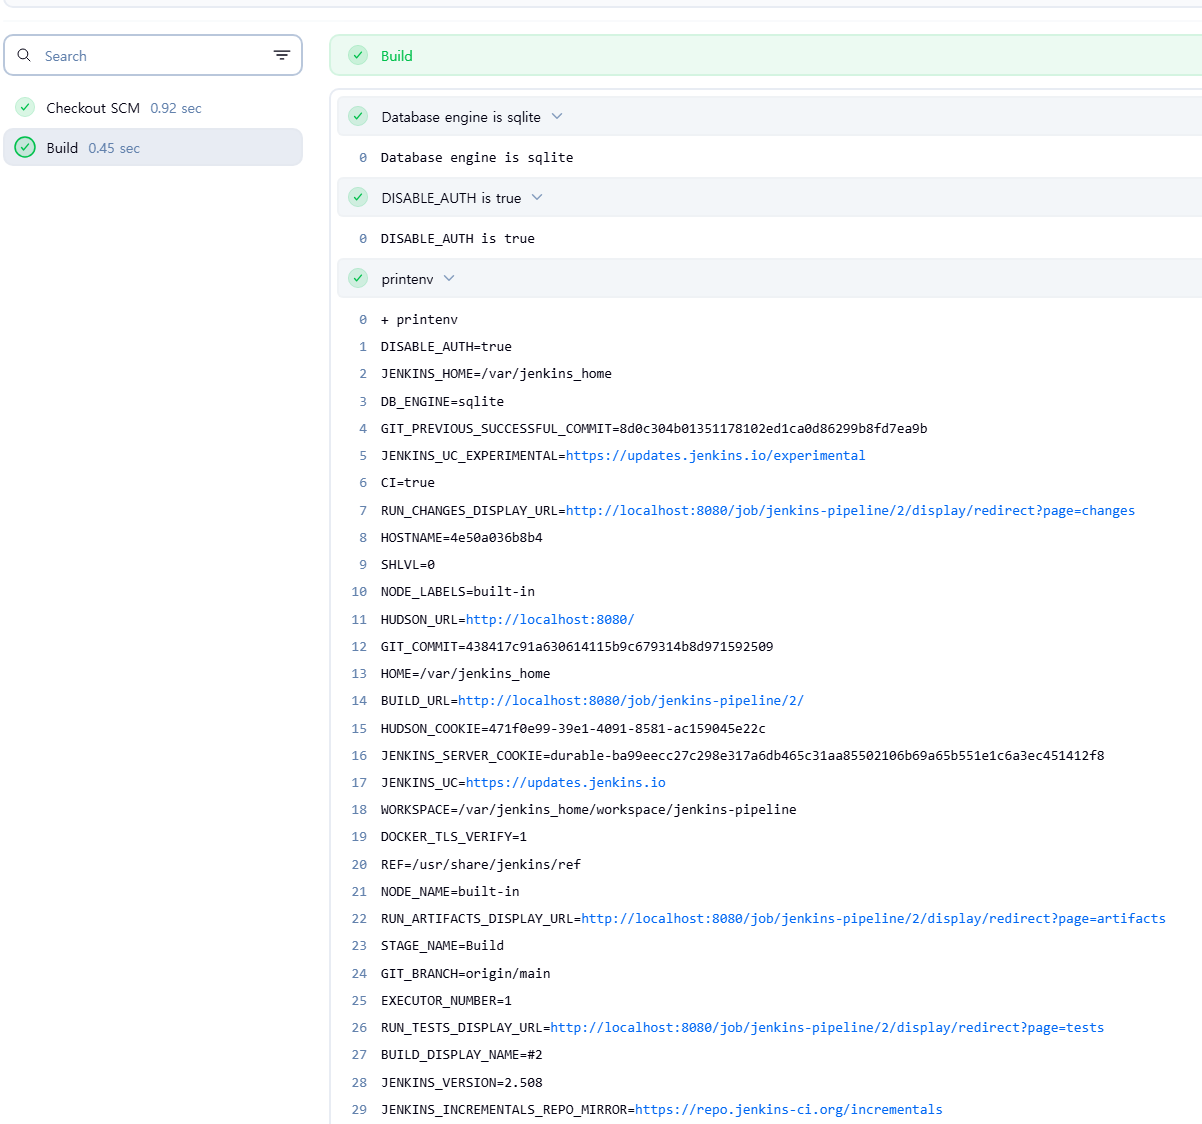 Search
Checkout SCM 0.92 sec
Build 0.45 sec
Build
Database engine is sqlite
0 Database engine is sqlite
DISABLE_AUTH is true
0 DISABLE_AUTH is true
printenv
0 + printenv
1 DISABLE_AUTH=true
2 JENKINS_HOME=/var/jenkins_home
3 DB_ENGINE=sqlite
4 GIT_PREVIOUS_SUCCESSFUL_COMMIT=8d0c304b01351178102ed1ca0d86299b8fd7ea9b
5 JENKINS_UC_EXPERIMENTAL=https://updates.jenkins.io/experimental
6 CI=true
7 RUN_CHANGES_DISPLAY_URL=http://localhost:8080/job/jenkins-pipeline/2/display/redirect?page=changes
8 HOSTNAME=4e50a036b8b4
9 SHLVL=0
10 NODE_LABELS=built-in
11 HUDSON_URL=http://localhost:8080/
12 GIT_COMMIT=438417c91a630614115b9c679314b8d971592509
13 HOME=/var/jenkins_home
14 BUILD_URL=http://localhost:8080/job/jenkins-pipeline/2/
15 HUDSON_COOKIE=471f0e99-39e1-4091-8581-ac159045e22c
16 JENKINS_SERVER_COOKIE=durable-ba99eecc27c298e317a6db465c31aa85502106b69a65b551e1c6a3ec451412f8
17 JENKINS_UC=https://updates.jenkins.io
18 WORKSPACE=/var/jenkins_home/workspace/jenkins-pipeline
19 DOCKER_TLS_VERIFY=1
20 REF=/usr/share/jenkins/ref
21 NODE_NAME=built-in
22 RUN_ARTIFACTS_DISPLAY_URL=http://localhost:8080/job/jenkins-pipeline/2/display/redirect?page=artifacts
23 STAGE_NAME=Build
24 GIT_BRANCH=origin/main
25 EXECUTOR_NUMBER=1
26 RUN_TESTS_DISPLAY_URL=http://localhost:8080/job/jenkins-pipeline/2/display/redirect?page=tests
27 BUILD_DISPLAY_NAME=#2
28 JENKINS_VERSION=2.508
29 JENKINS_INCREMENTALS_REPO_MIRROR=https://repo.jenkins-ci.org/incrementals